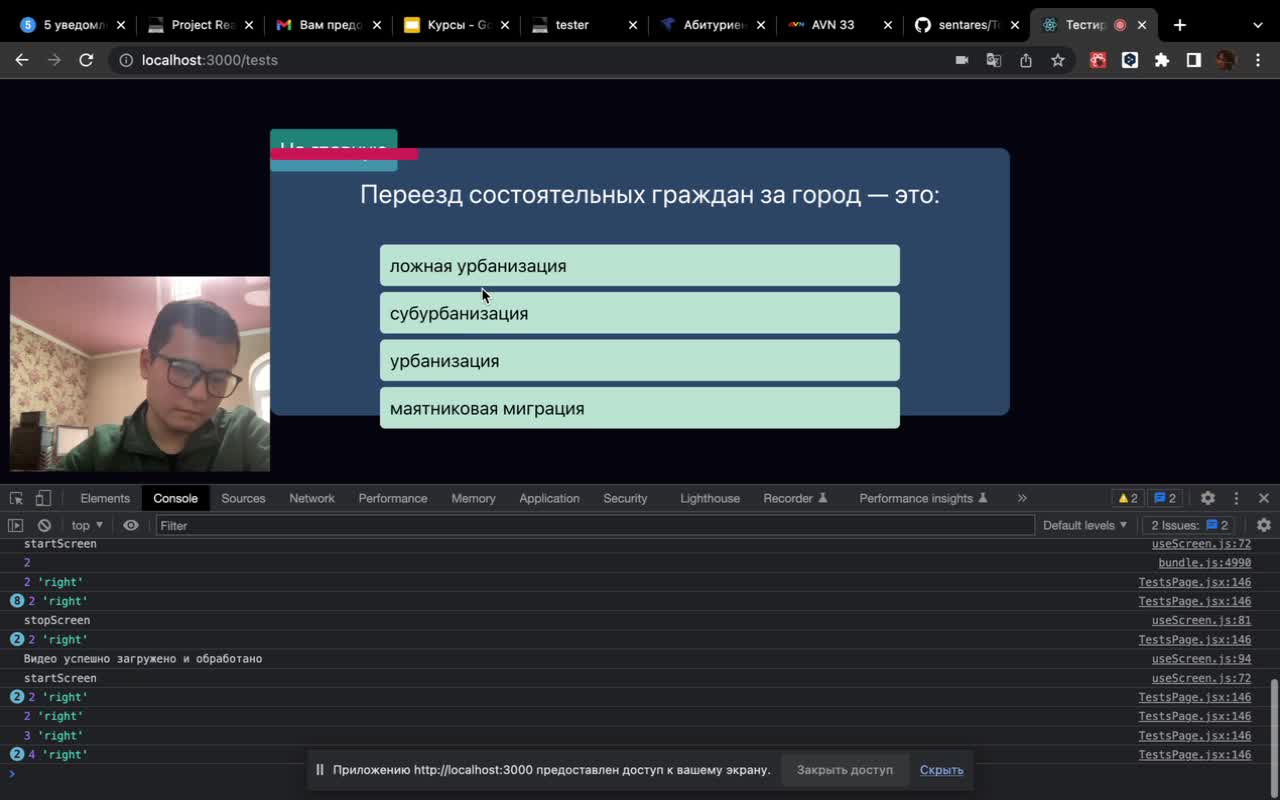 5 уведомл
Project Rea
Вам предо
Курсы - Go
tester
Абитуриен
AVN 33
sentares/Te
Тестир
localhost:3000/tests
Переезд состоятельных граждан за город — это:
ложная урбанизация
субурбанизация
урбанизация
маятниковая миграция
Elements
Console
Sources
Network
Performance
Memory
Application
Security
Lighthouse
Recorder
Performance insights
»
2
2
top
Filter
Default levels
2 Issues: 2
startScreen useScreen.js:72
2 bundle.js:4990
2 'right' TestsPage.jsx:146
8 2 'right' TestsPage.jsx:146
stopScreen useScreen.js:81
2 2 'right' TestsPage.jsx:146
Видео успешно загружено и обработано useScreen.js:94
startScreen useScreen.js:72
2 2 'right' TestsPage.jsx:146
2 'right' TestsPage.jsx:146
3 'right' TestsPage.jsx:146
2 4 'right' TestsPage.jsx:146
Приложению http://localhost:3000 предоставлен доступ к вашему экрану.
Закрыть доступ
Скрыть